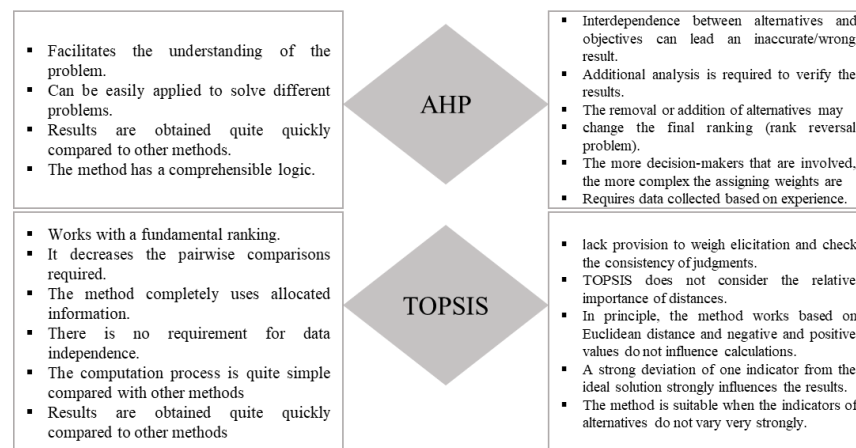 ▪ Facilitates the understanding of the
problem.
▪ Can be easily applied to solve different
problems.
▪ Results are obtained quite quickly
compared to other methods.
▪ The method has a comprehensible logic.
AHP
▪ Interdependence between alternatives and
objectives can lead an inaccurate/wrong
result.
▪ Additional analysis is required to verify the
results.
▪ The removal or addition of alternatives may
▪ change the final ranking (rank reversal
problem).
▪ The more decision-makers that are involved,
the more complex the assigning weights are
▪ Requires data collected based on experience.
▪ Works with a fundamental ranking.
▪ It decreases the pairwise comparisons
required.
▪ The method completely uses allocated
information.
▪ There is no requirement for data
independence.
▪ The computation process is quite simple
compared with other methods
▪ Results are obtained quite quickly
compared to other methods
TOPSIS
▪ lack provision to weigh elicitation and check
the consistency of judgments.
▪ TOPSIS does not consider the relative
importance of distances.
▪ In principle, the method works based on
Euclidean distance and negative and positive
values do not influence calculations.
▪ A strong deviation of one indicator from the
ideal solution strongly influences the results.
▪ The method is suitable when the indicators of
alternatives do not vary very strongly.